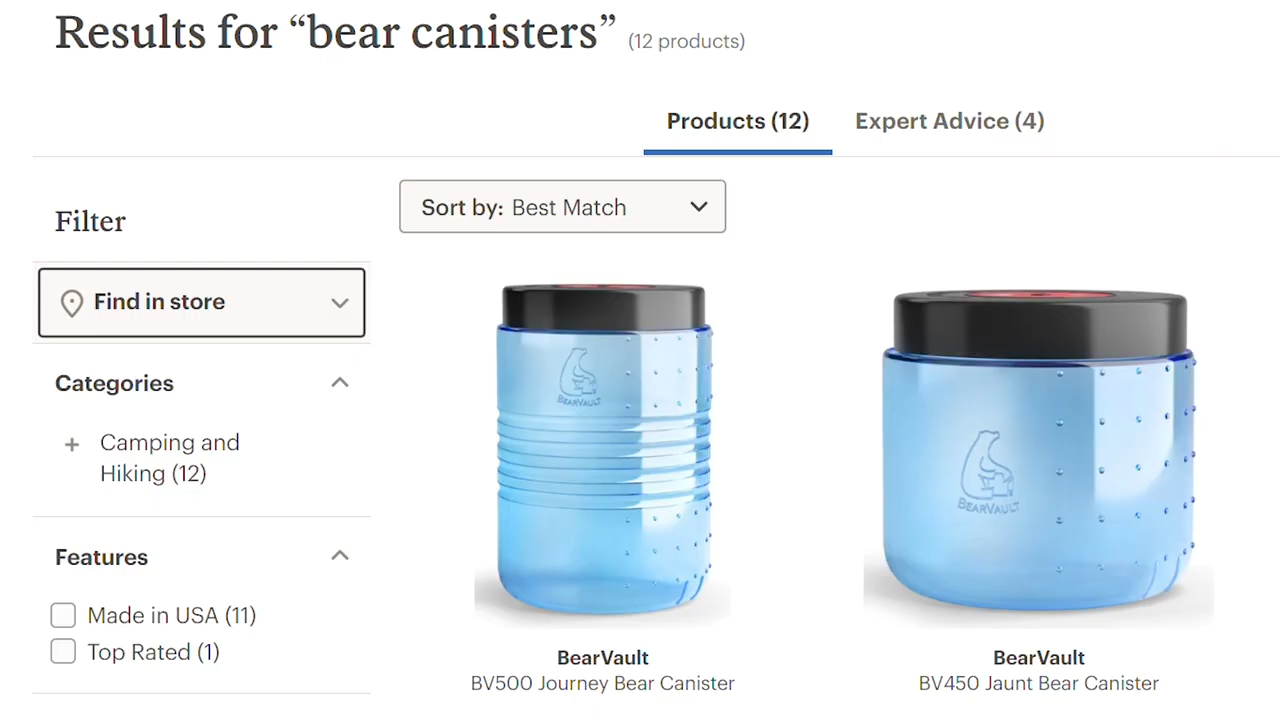 Results for “bear canisters” (12 products)
Products (12) Expert Advice (4)
Filter
Sort by: Best Match
Find in store
Categories
Camping and
Hiking (12)
Features
Made in USA (11)
Top Rated (1)
BEARVAULT
BEARVAULT
BearVault
BV500 Journey Bear Canister
BearVault
BV450 Jaunt Bear Canister